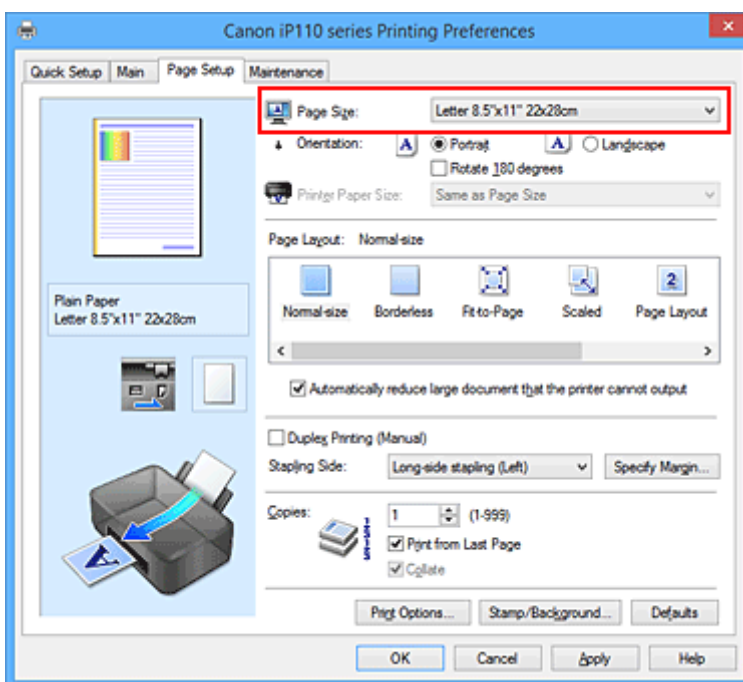 Canon iP110 series Printing Preferences
Quick Setup Main Page Setup Maintenance
Page Size: Letter 8.5"x11" 22x28cm
Orientation: A Portrait A Landscape
Rotate 180 degrees
Printer Paper Size: Same as Page Size
Page Layout: Normal-size
2
Normal-size Borderless Fit-to-Page Scaled Page Layout
Automatically reduce large document that the printer cannot output
Plain Paper
Letter 8.5"x11" 22x28cm
Duplex Printing (Manual)
Stapling Side: Long-side stapling (Left) Specify Margin...
Copies: 1 (1-999)
Print from Last Page
Collate
A
Print Options... Stamp/Background... Defaults
OK Cancel Apply Help